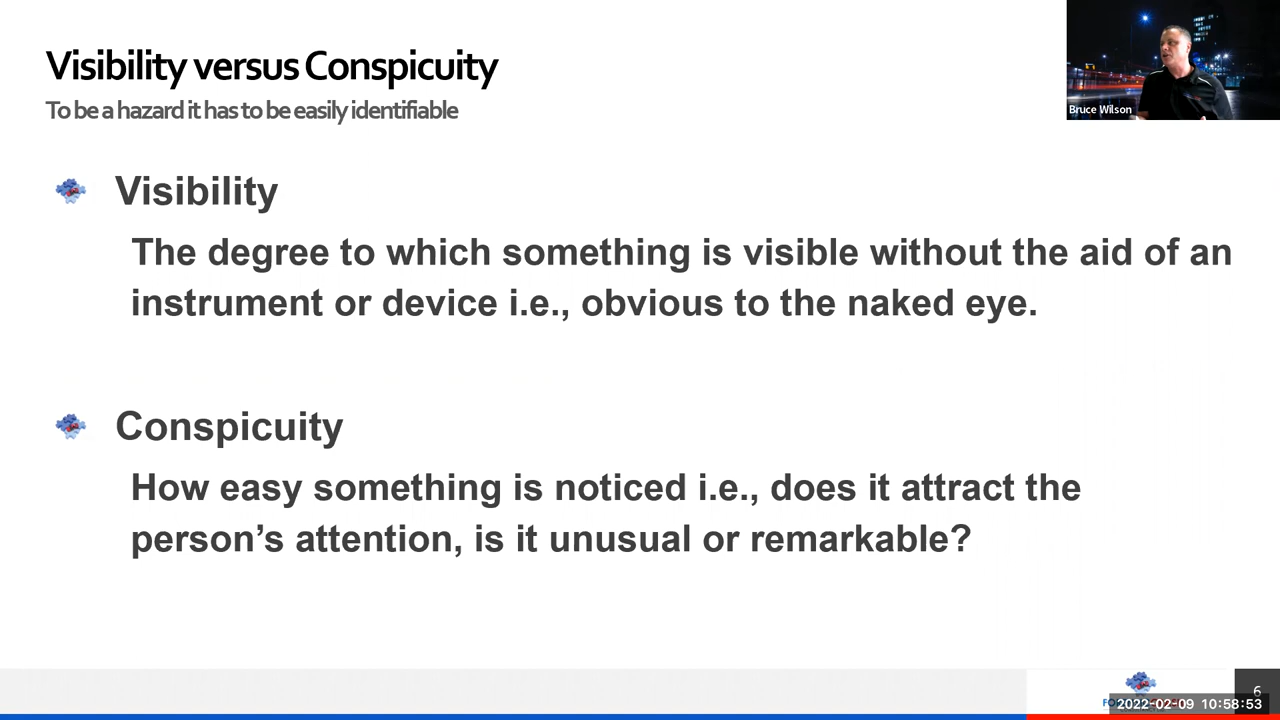 Visibility versus Conspicuity
To be a hazard it has to be easily identifiable
Bruce Wilson
Visibility
The degree to which something is visible without the aid of an
instrument or device i.e., obvious to the naked eye.
Conspicuity
How easy something is noticed i.e., does it attract the
person’s attention, is it unusual or remarkable?
6
2022-02-09 10:58:53